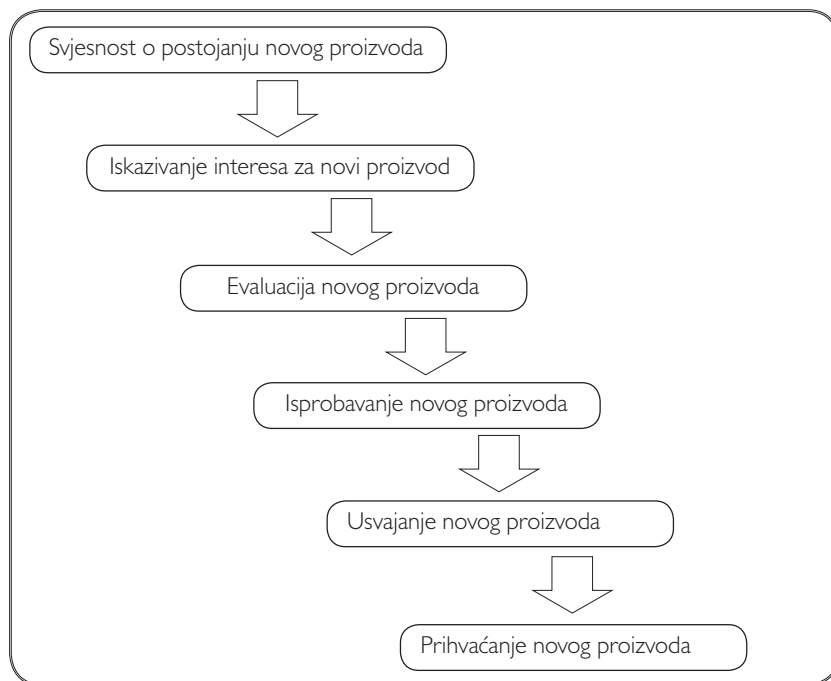 Svjesnost o postojanju novog proizvoda
Iskazivanje interesa za novi proizvod
Evaluacija novog proizvoda
Isprobavanje novog proizvoda
Usvajanje novog proizvoda
Prihvaćanje novog proizvoda